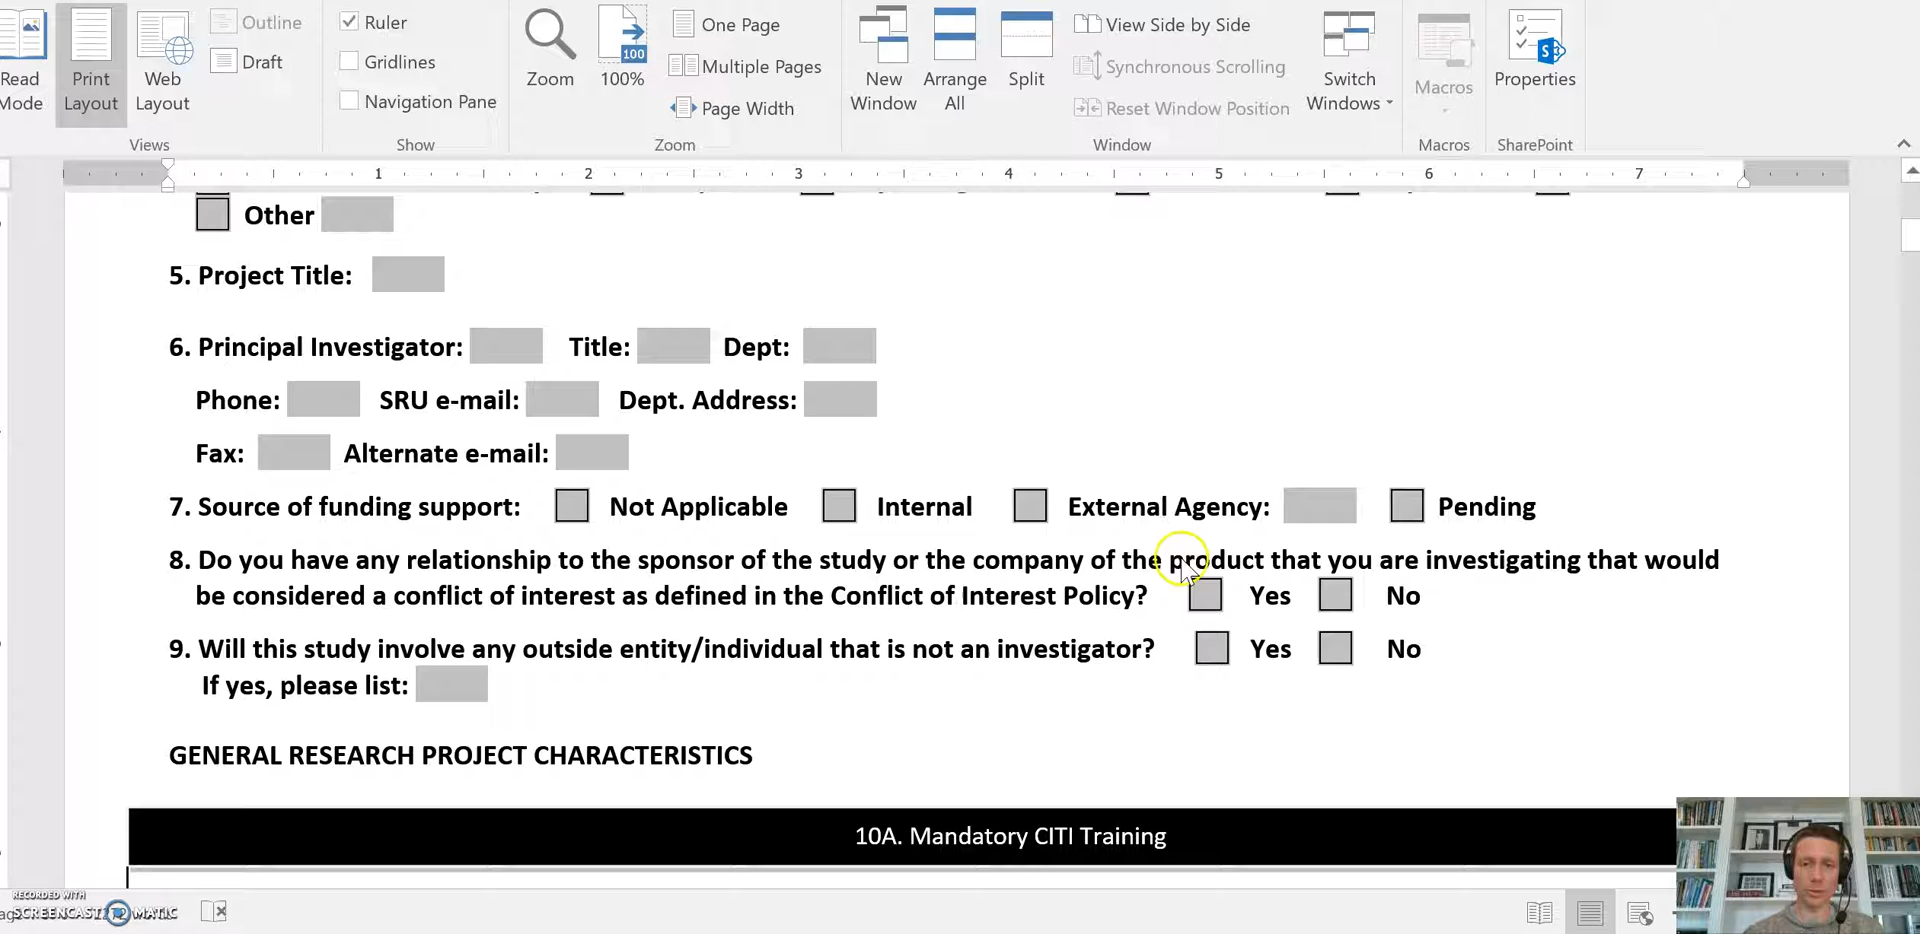 Read Mode
Print Layout
Web Layout
Outline
Draft
Views
Ruler
Gridlines
Navigation Pane
Show
Zoom
100
100%
One Page
Multiple Pages
Page Width
Zoom
New Window
Arrange All
Split
View Side by Side
Synchronous Scrolling
Reset Window Position
Switch Windows
Window
Macros
Macros
S
Properties
SharePoint
1 2 3 4 5 6 7
Other
5. Project Title:
6. Principal Investigator: Title: Dept:
Phone: SRU e-mail: Dept. Address:
Fax: Alternate e-mail:
7. Source of funding support: Not Applicable Internal External Agency: Pending
8. Do you have any relationship to the sponsor of the study or the company of the product that you are investigating that would
be considered a conflict of interest as defined in the Conflict of Interest Policy? Yes No
9. Will this study involve any outside entity/individual that is not an investigator? Yes No
If yes, please list:
GENERAL RESEARCH PROJECT CHARACTERISTICS
10A. Mandatory CITI Training
RECORDED WITH
SCREENCAST MATIC